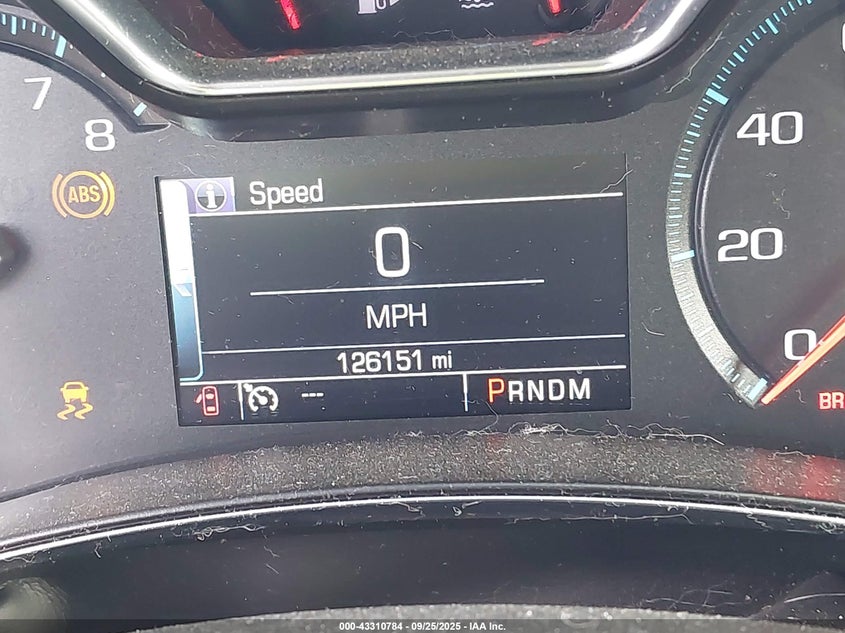 7
8
ABS
Speed
0
MPH
126151 mi
---
PRNDM
40
20
0
BR
000-43310784 - 09/25/2025 - IAA Inc.